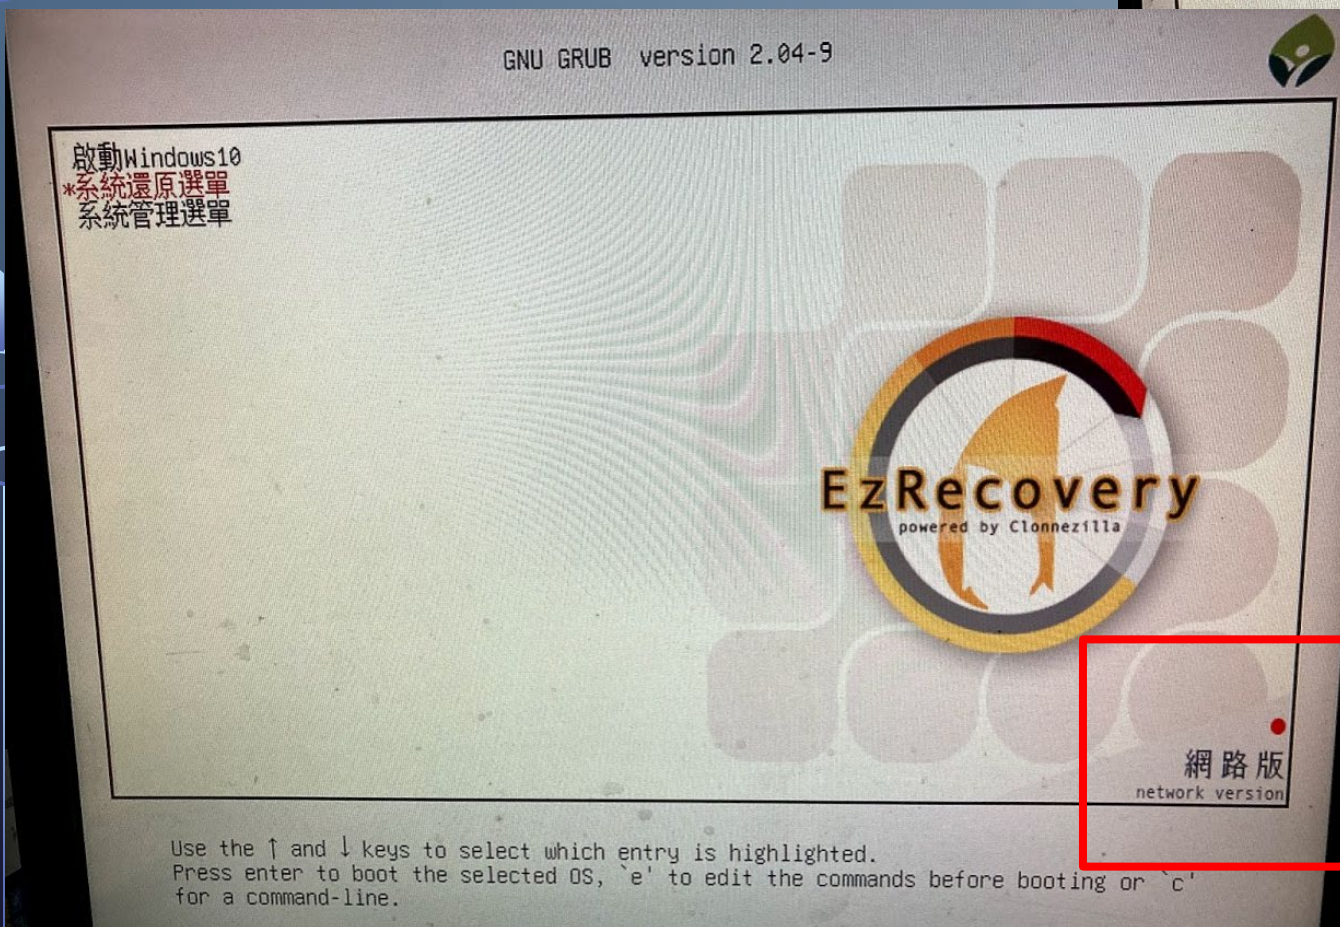 GNU GRUB version 2.04-9
啟動Windows10
*系統還原選單
系統管理選單
EzRecovery
powered by Clonnezilla
網路版
network version
Use the ↑ and ↓ keys to select which entry is highlighted.
Press enter to boot the selected OS, `e' to edit the commands before booting or `c'
for a command-line.